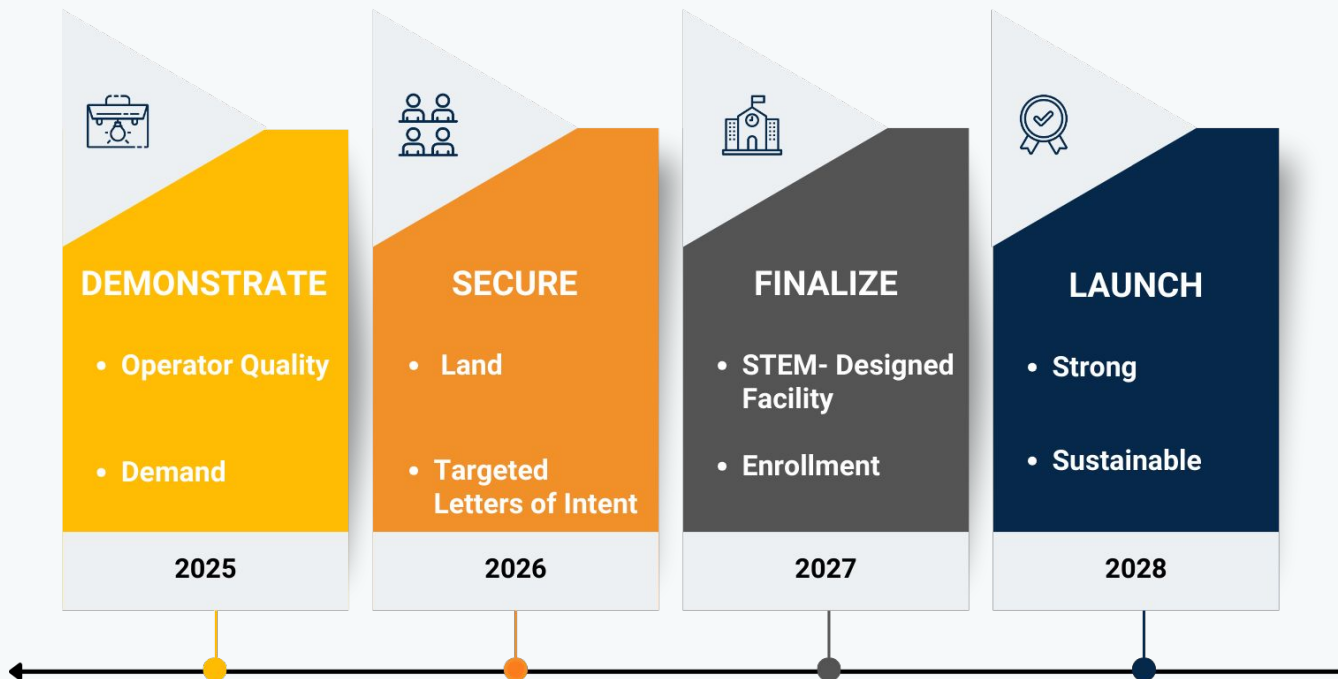 DEMONSTRATE
• Operator Quality
• Demand
2025
SECURE
• Land
• Targeted
Letters of Intent
2026
FINALIZE
• STEM- Designed
Facility
• Enrollment
2027
LAUNCH
• Strong
• Sustainable
2028